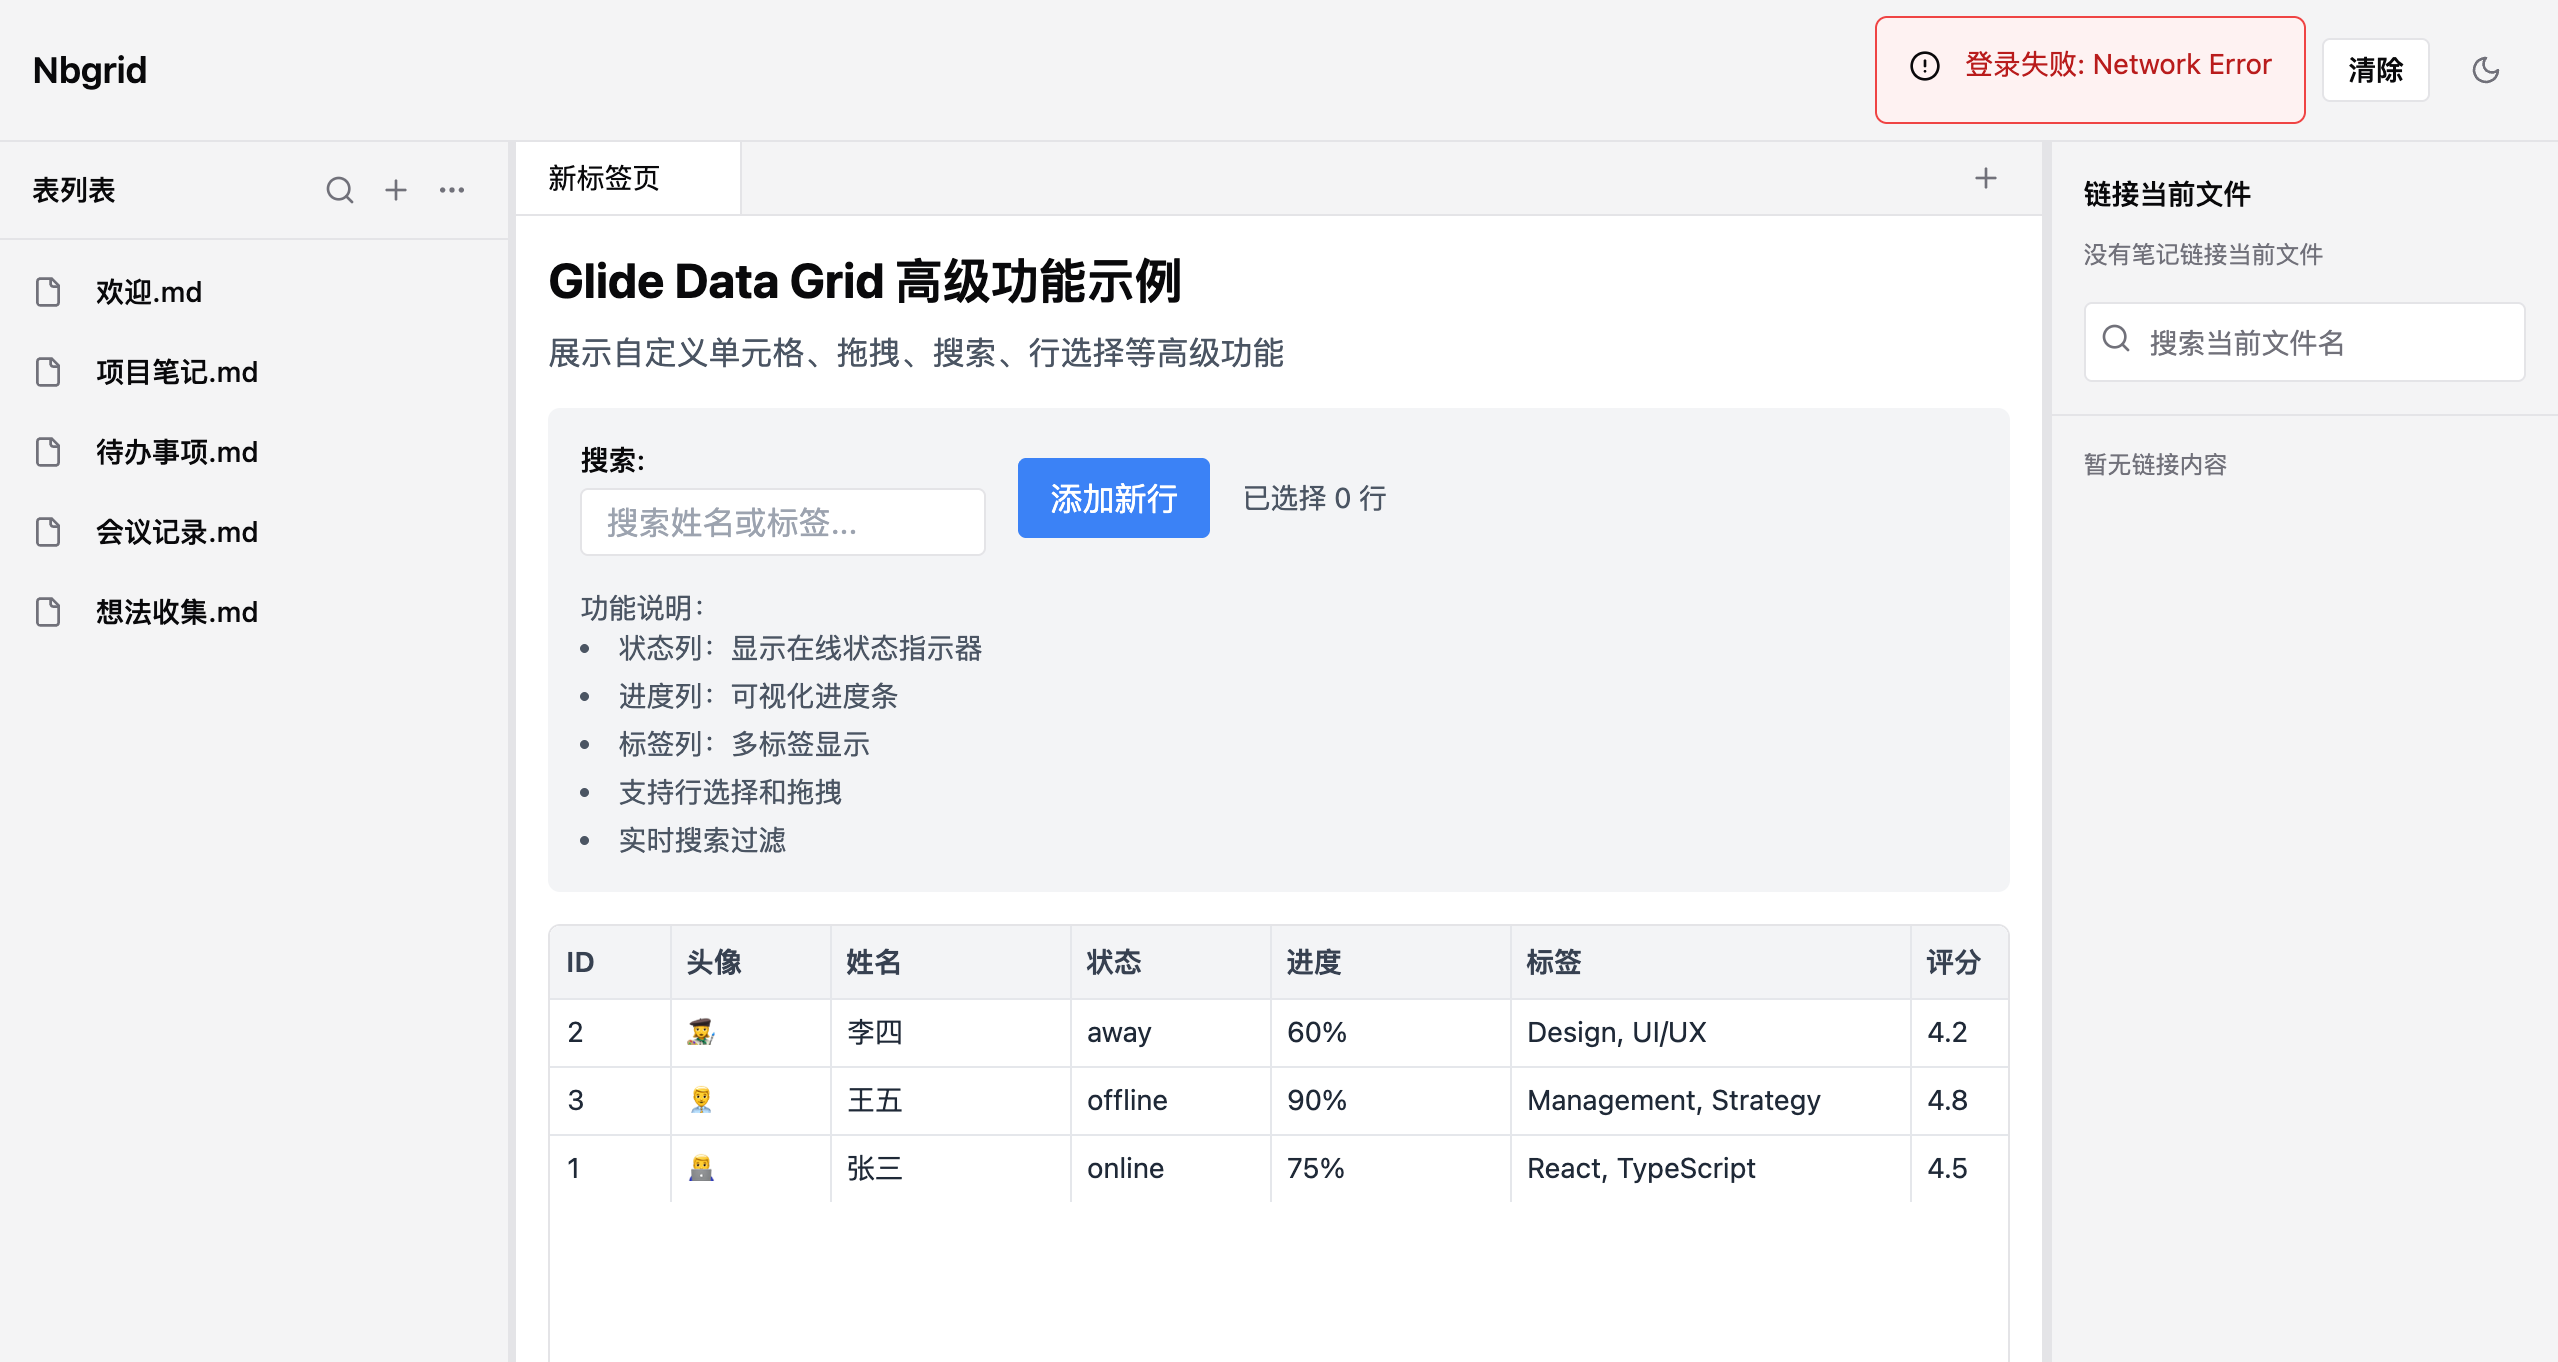 Nbgrid
登录失败: Network Error
清除
表列表
欢迎.md
项目笔记.md
待办事项.md
会议记录.md
想法收集.md
新标签页
Glide Data Grid 高级功能示例
展示自定义单元格、拖拽、搜索、行选择等高级功能
搜索:
搜索姓名或标签...
添加新行
已选择 0 行
功能说明：
• 状态列：显示在线状态指示器
• 进度列：可视化进度条
• 标签列：多标签显示
• 支持行选择和拖拽
• 实时搜索过滤
ID 头像 姓名 状态 进度 标签 评分
2 李四 away 60% Design, UI/UX 4.2
3 王五 offline 90% Management, Strategy 4.8
1 张三 online 75% React, TypeScript 4.5
链接当前文件
没有笔记链接当前文件
搜索当前文件名
暂无链接内容